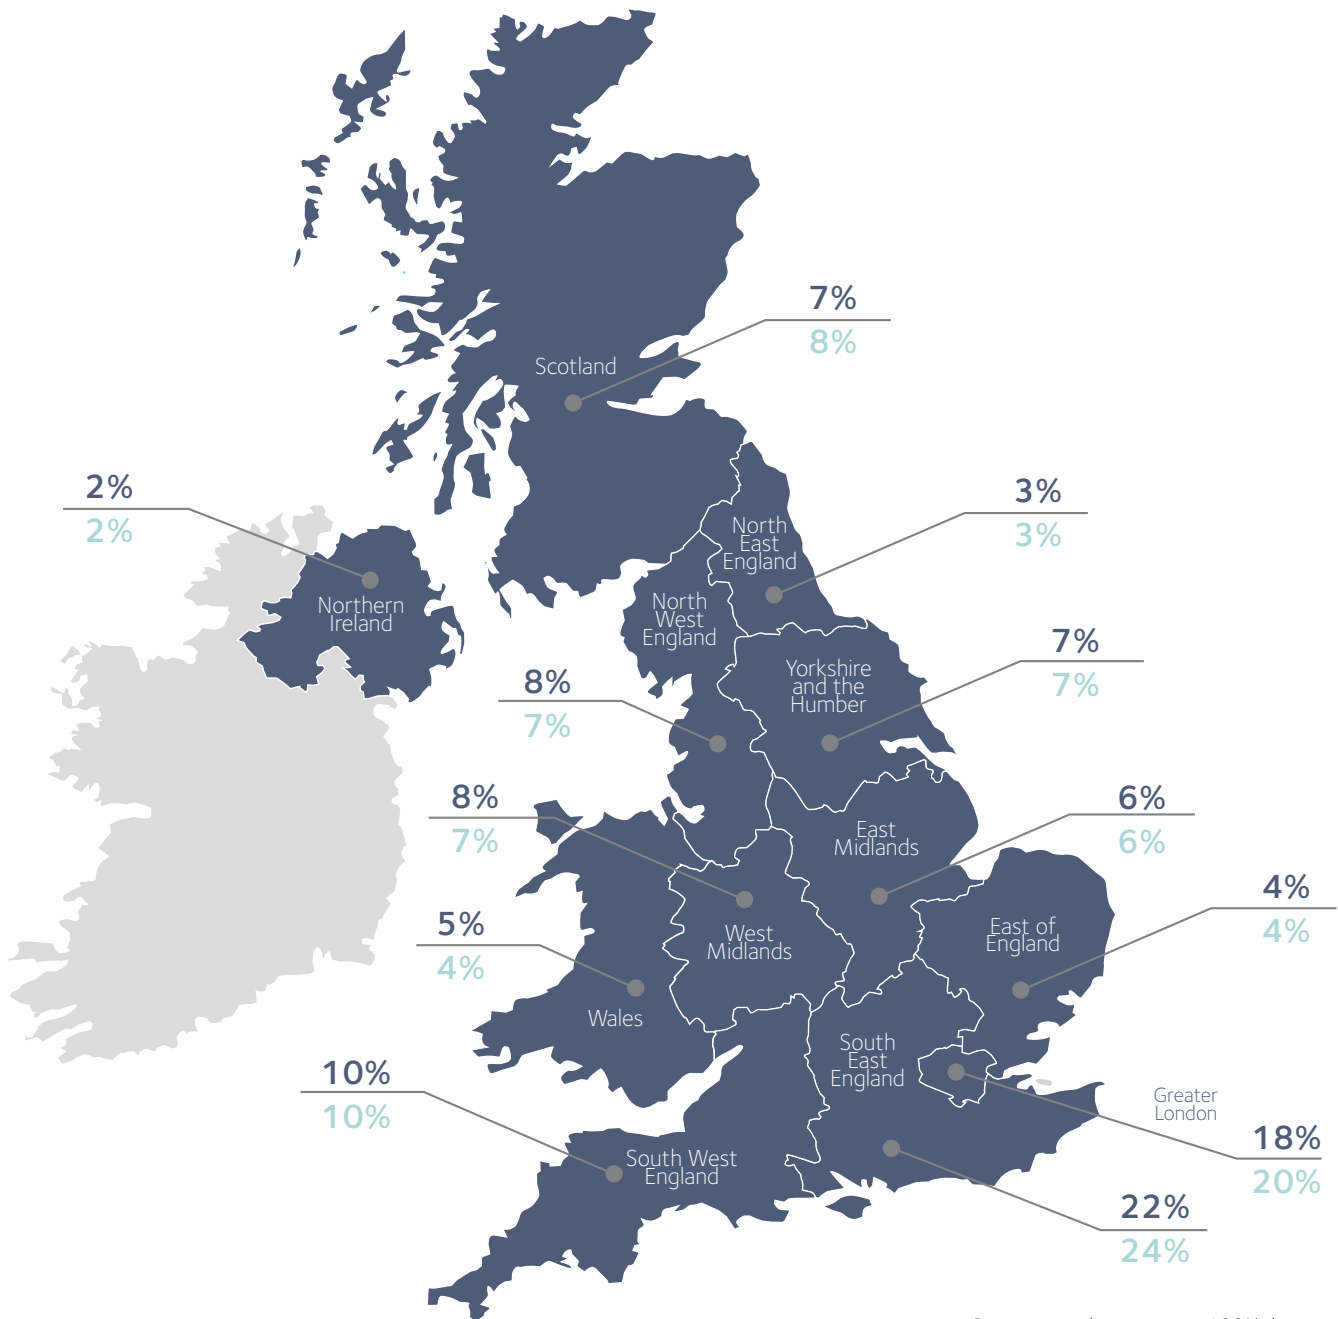 7%
8%
Scotland
2%
2%
Northern
Ireland
3%
3%
North
East
England
North
West
England
7%
7%
Yorkshire
and the
Humber
8%
7%
8%
7%
6%
6%
East
Midlands
4%
4%
East of
England
West
Midlands
5%
4%
Wales
South
East
England
10%
10%
South West
England
Greater
London
18%
20%
22%
24%